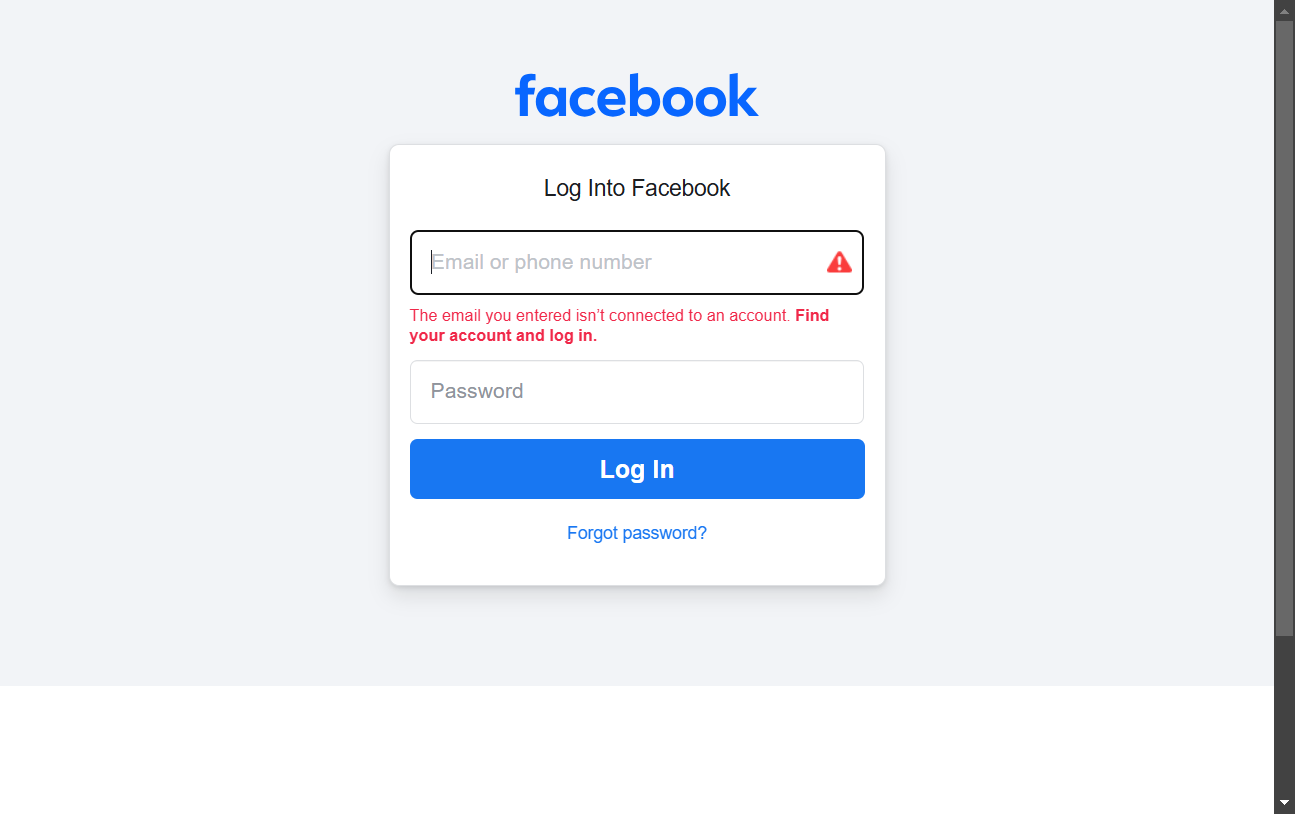 facebook
Log Into Facebook
Email or phone number
The email you entered isn’t connected to an account. Find
your account and log in.
Password
Log In
Forgot password?